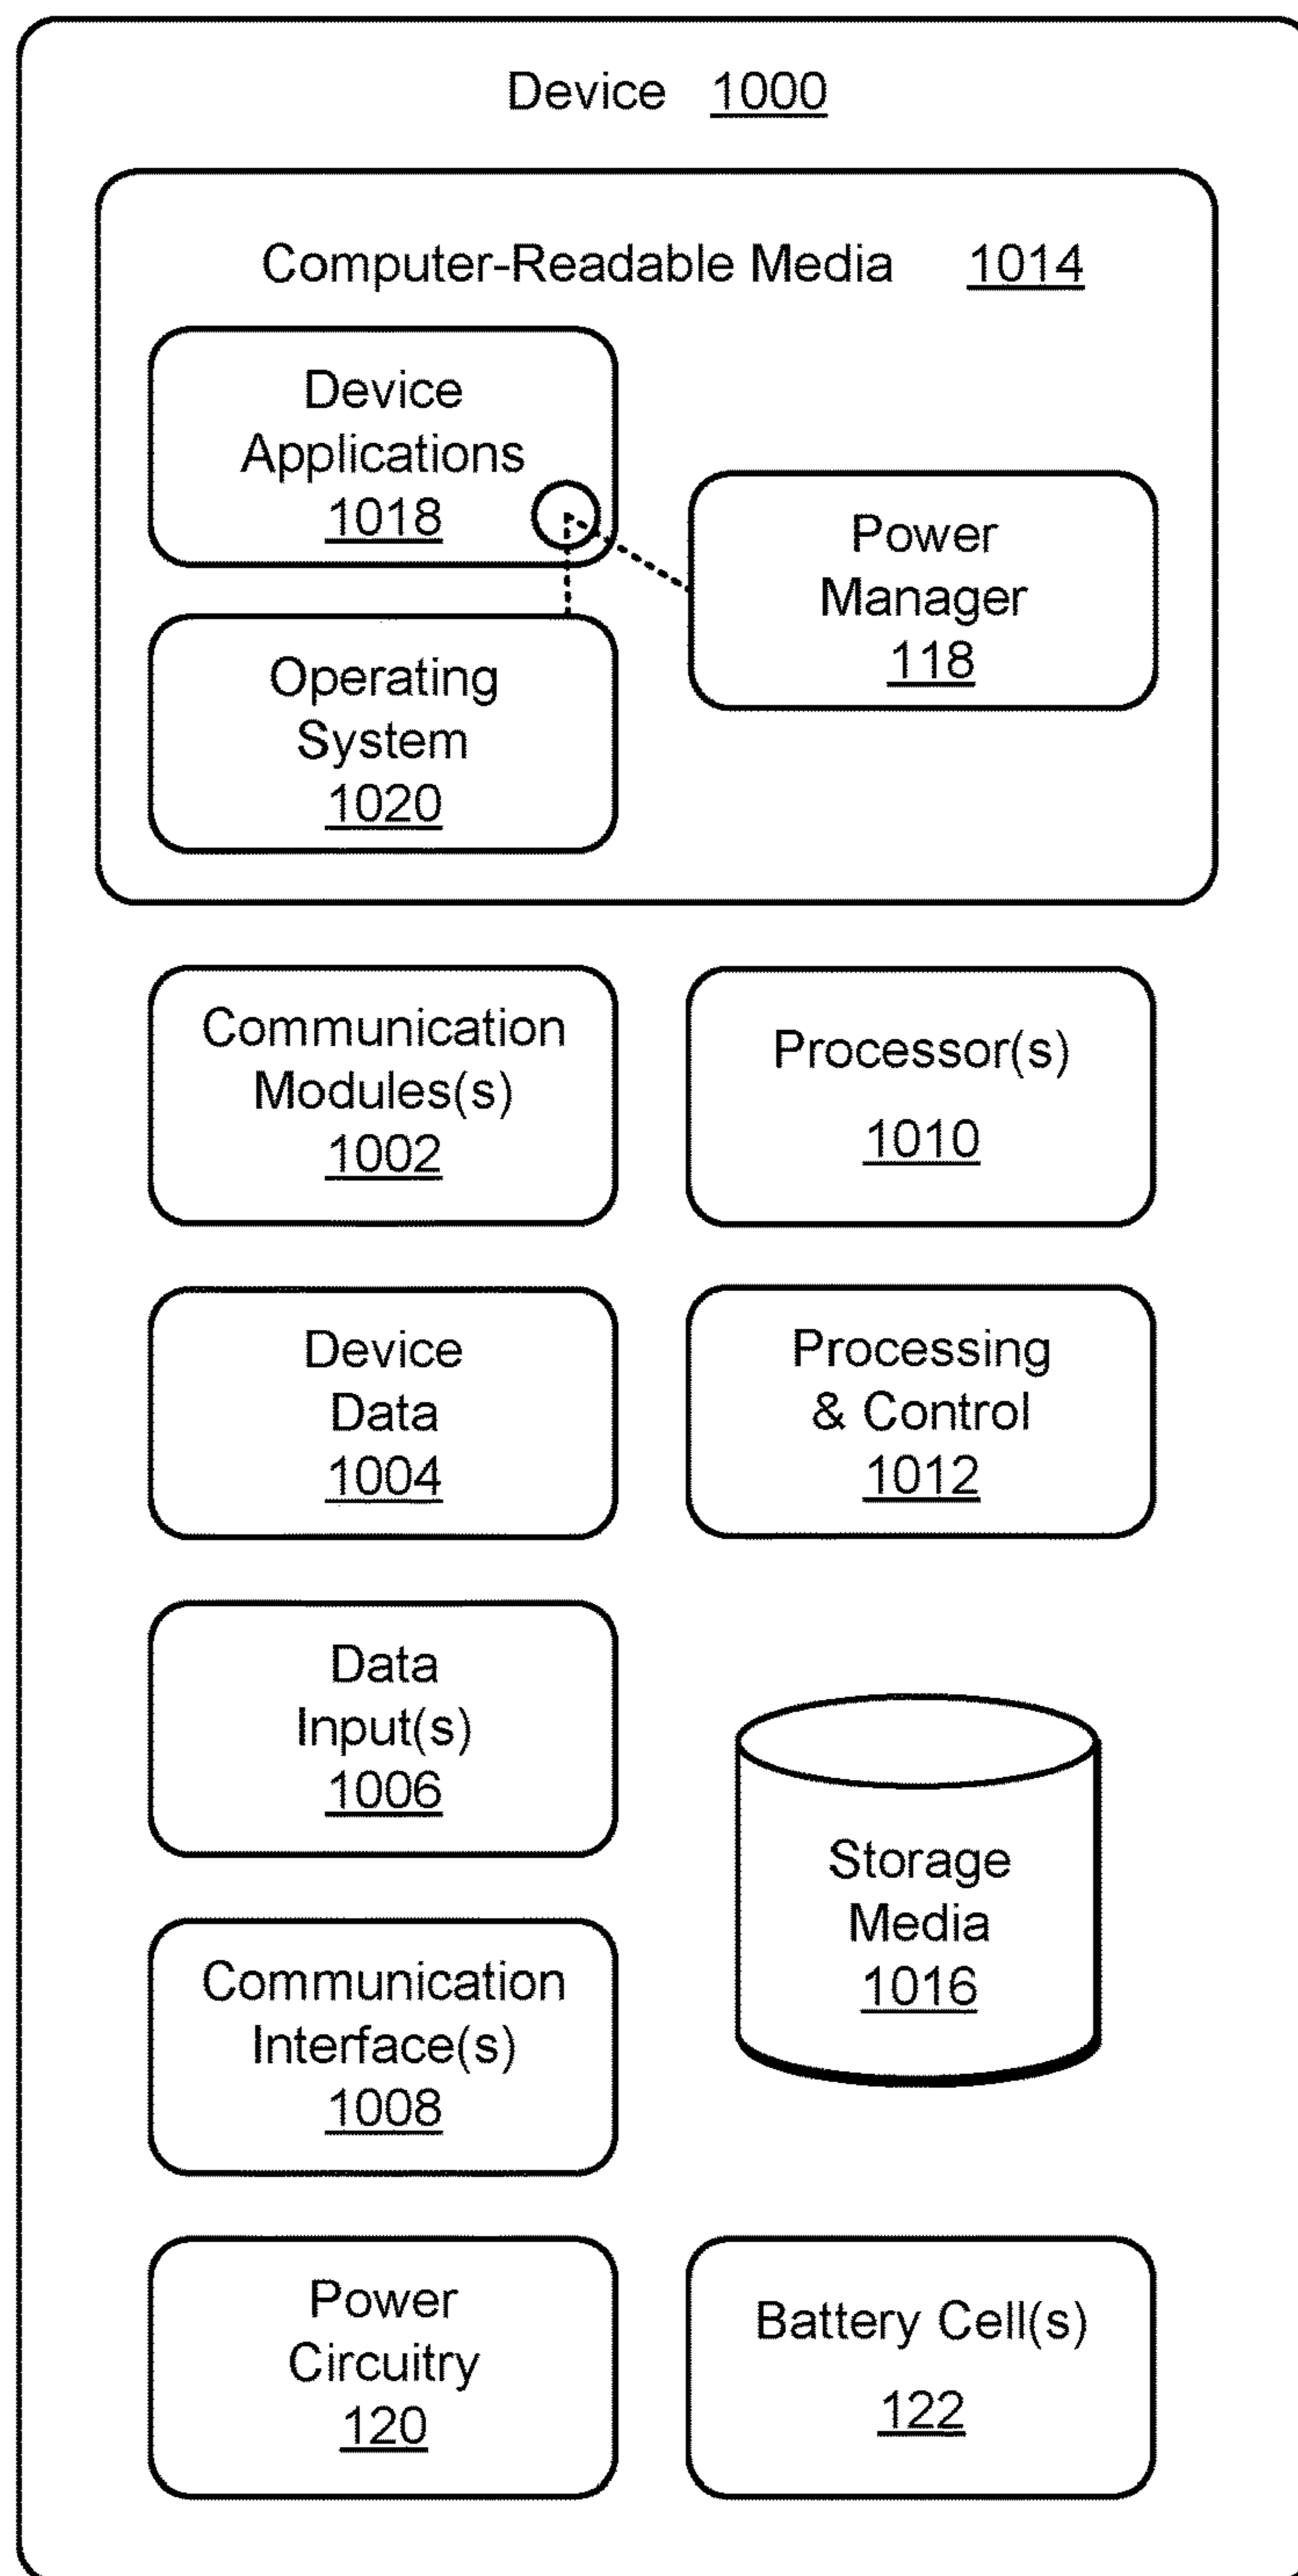 Device 1000
Computer-Readable Media 1014
Device
Applications
1018
Power
Manager
118
Operating
System
1020
Communication
Modules(s)
1002
Processor(s)
1010
Device
Data
1004
Processing
& Control
1012
Data
Input(s)
1006
Storage
Media
1016
Communication
Interface(s)
1008
Power
Circuitry
120
Battery Cell(s)
122